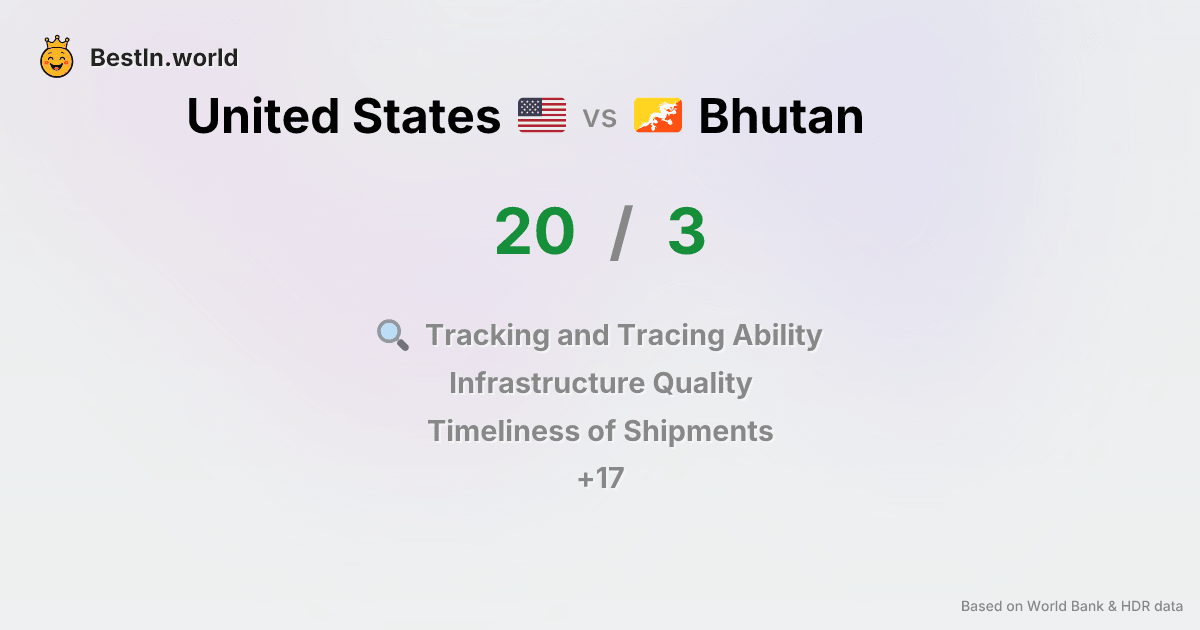 BestIn.world
United States vs Bhutan
20 / 3
Tracking and Tracing Ability
Infrastructure Quality
Timeliness of Shipments
+17
Based on World Bank & HDR data